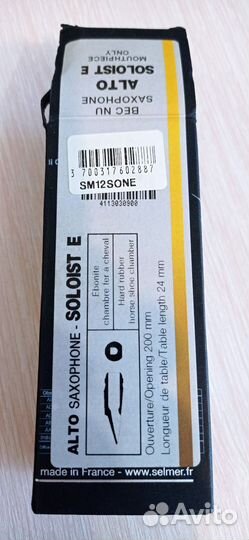 BEC NU
SAXOPHONE
ALTO
SOLOIST E
MOUTHPIECE
ONLY
3 700317 602887
SM12SONE
4113030900
ALTO SAXOPHONE - SOLOIST E
Ebonite
chambre fer a cheval
Hard rubber
horse shoe chamber
Ouverture/Opening 200 mm
Longueur de table/Table length 24 mm
made in France - www.selmer.fr
Avito